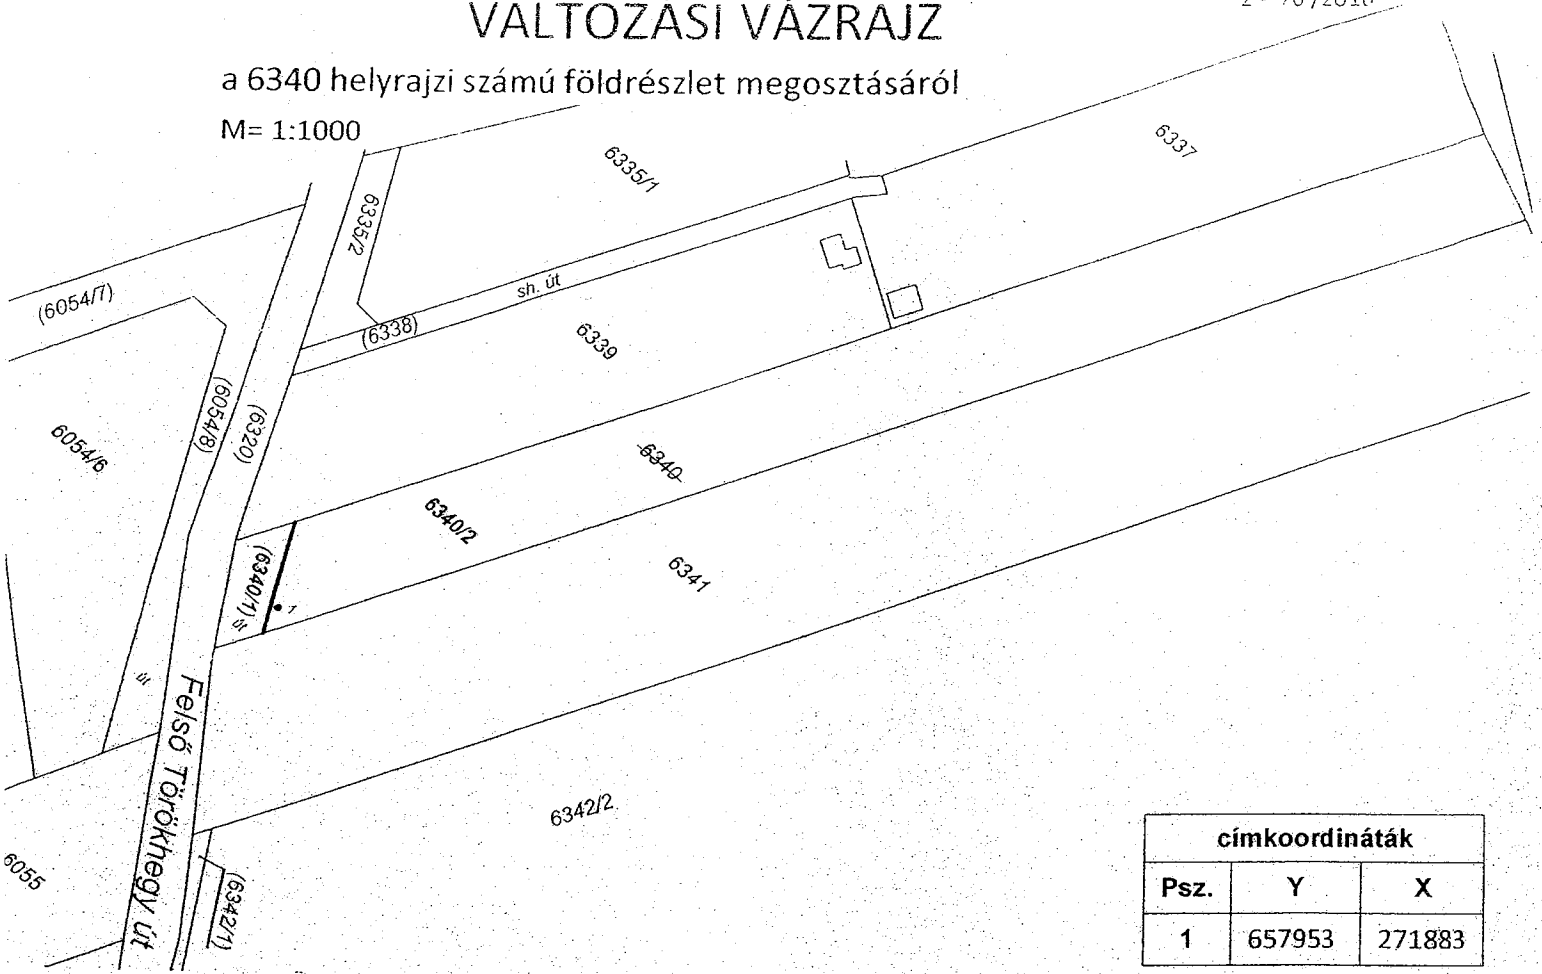 VÁLTOZÁSI VÁZRAJZ
a 6340 helyrajzi számú földrészlet megosztásáról
M= 1:1000
6337
6335/1
6335/2
sh. út
(6054/7)
(6338)
6339
(6054/8)
(6320)
6054/6
6340
6340/2
(6340/1)
út
1
6341
út
Felső Törökhegy út
6342/2
6055
(6342/1)
címkoordináták
Psz. Y X
1 657953 271883